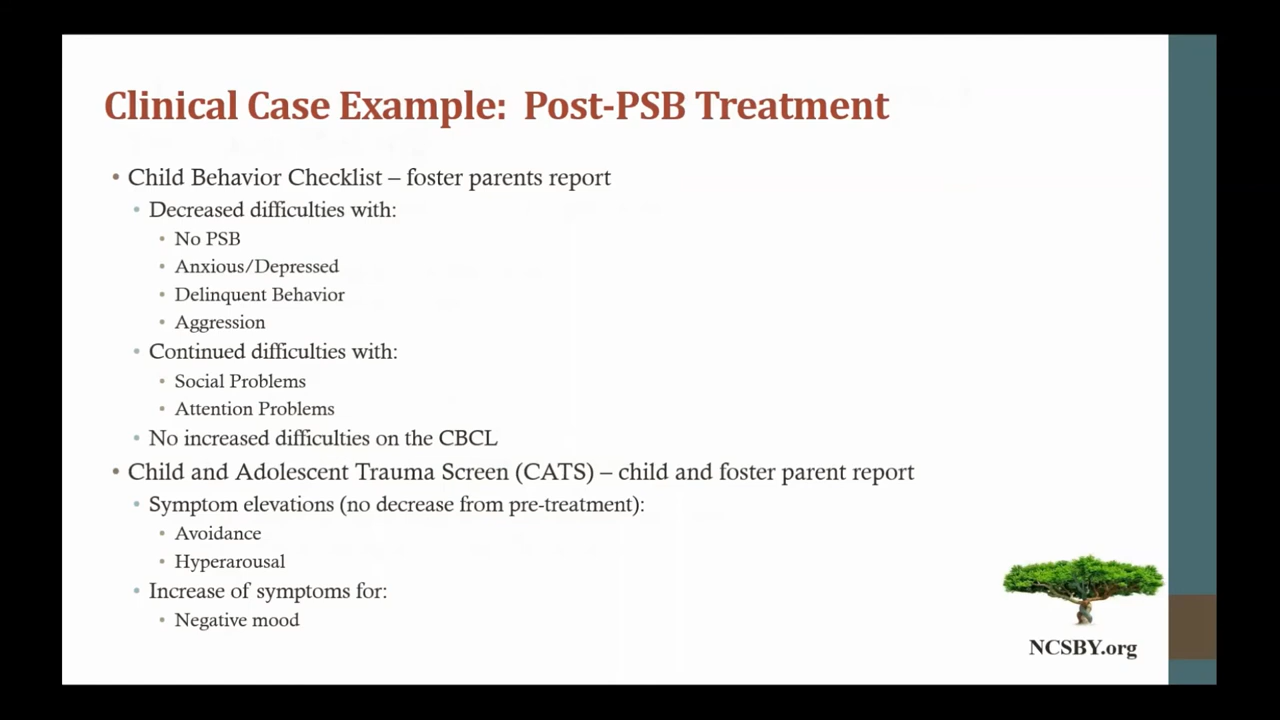 Clinical Case Example: Post-PSB Treatment
• Child Behavior Checklist – foster parents report
• Decreased difficulties with:
• No PSB
• Anxious/Depressed
• Delinquent Behavior
• Aggression
• Continued difficulties with:
• Social Problems
• Attention Problems
• No increased difficulties on the CBCL
• Child and Adolescent Trauma Screen (CATS) – child and foster parent report
• Symptom elevations (no decrease from pre-treatment):
• Avoidance
• Hyperarousal
• Increase of symptoms for:
• Negative mood
NCSBY.org